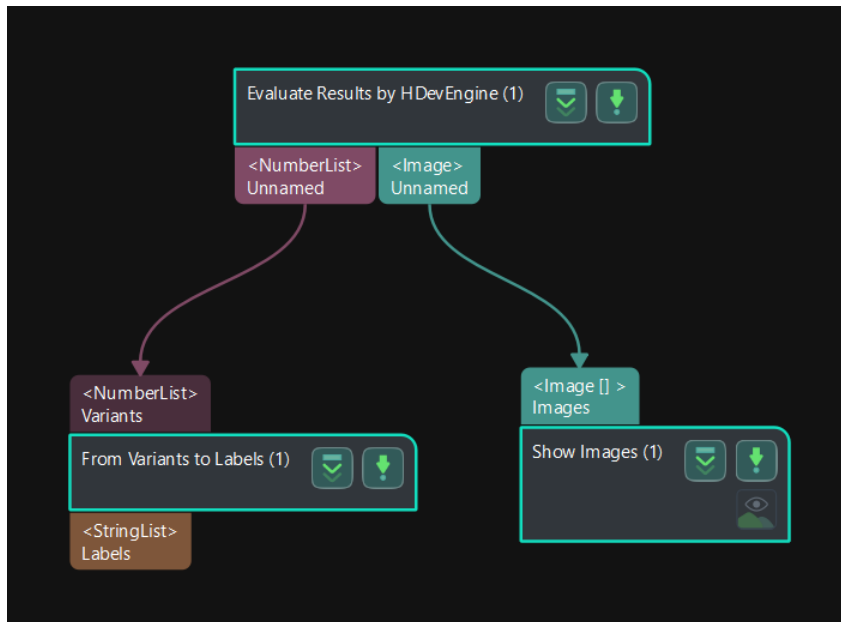 Evaluate Results by HDevEngine (1)
<NumberList>
Unnamed
<Image>
Unnamed
<NumberList>
Variants
From Variants to Labels (1)
<StringList>
Labels
<Image [] >
Images
Show Images (1)